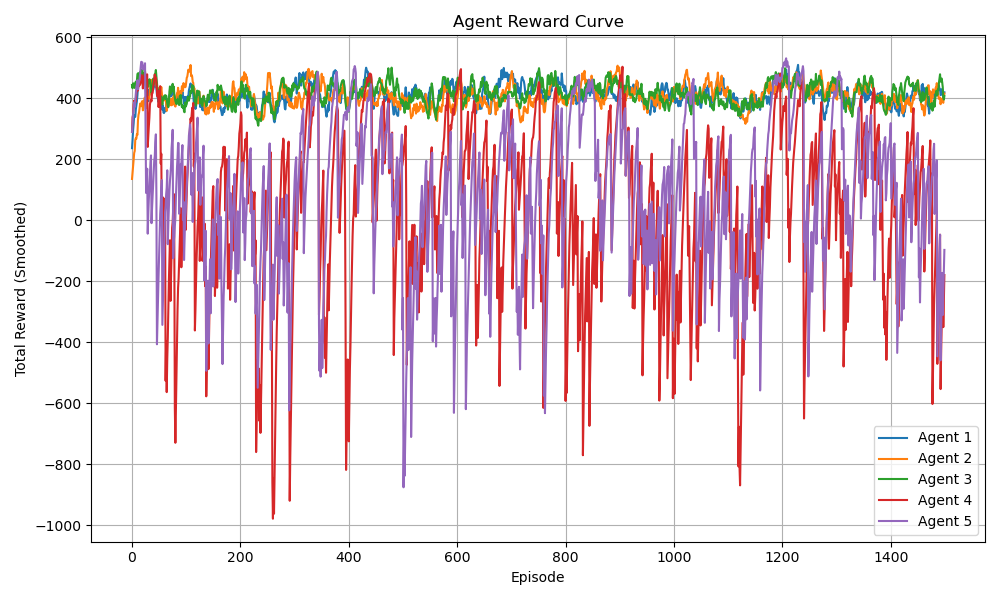 Agent Reward Curve
Total Reward (Smoothed)
600
400
200
0
−200
−400
−600
−800
−1000
0 200 400 600 800 1000 1200 1400
Episode
Agent 1
Agent 2
Agent 3
Agent 4
Agent 5